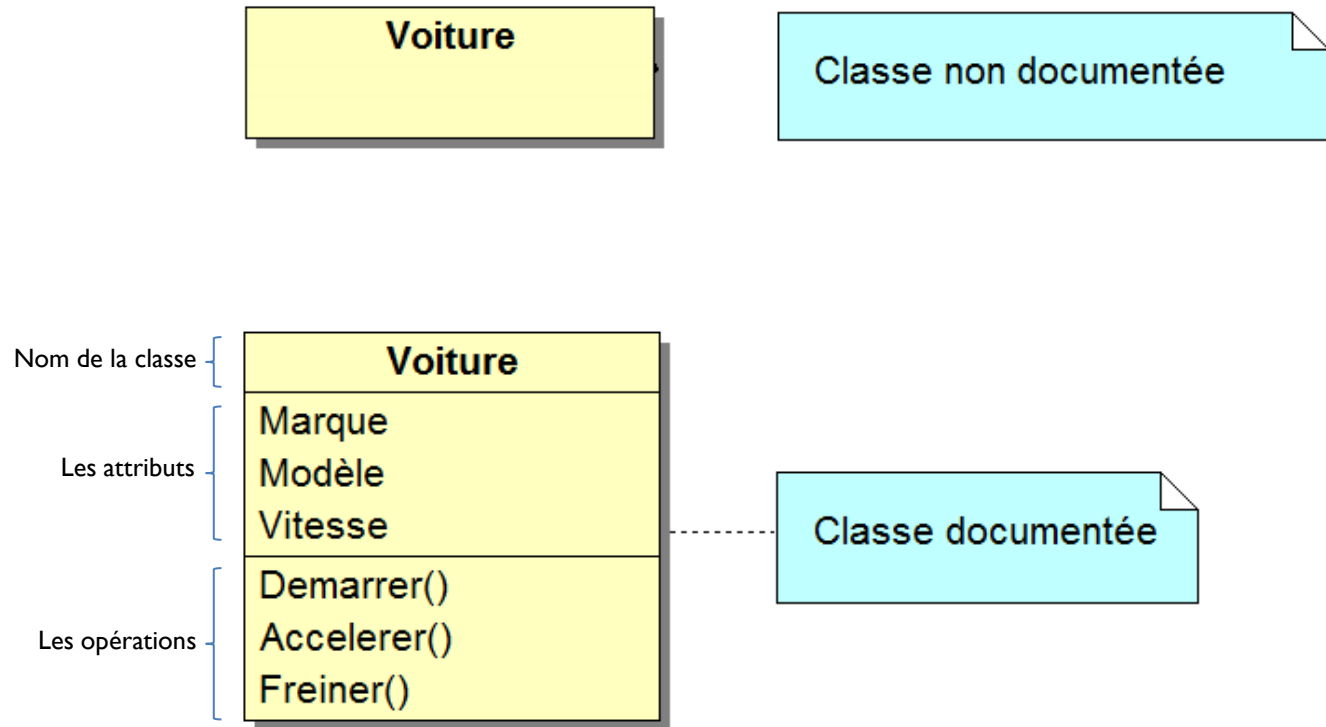 Voiture
Classe non documentée
Nom de la classe
Voiture
Les attributs
Marque
Modèle
Vitesse
Classe documentée
Les opérations
Demarrer()
Accelerer()
Freiner()